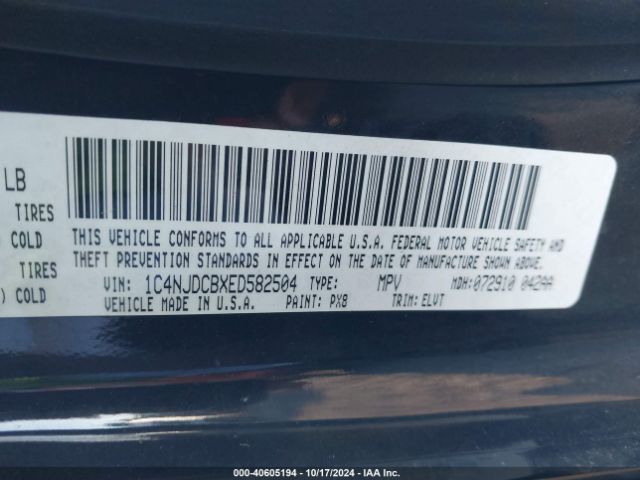 LB
TIRES
COLD
TIRES
) COLD
THIS VEHICLE CONFORMS TO ALL APPLICABLE U.S.A. FEDERAL MOTOR VEHICLE SAFETY AND
THEFT PREVENTION STANDARDS IN EFFECT ON THE DATE OF MANUFACTURE SHOWN ABOVE.
VIN: 1C4NJDCBXED582504 TYPE: MPV MDH:072910 042AA
VEHICLE MADE IN U.S.A. PAINT: PX8 TRIM: ELVT
000-40605194 - 10/17/2024 - IAA Inc.